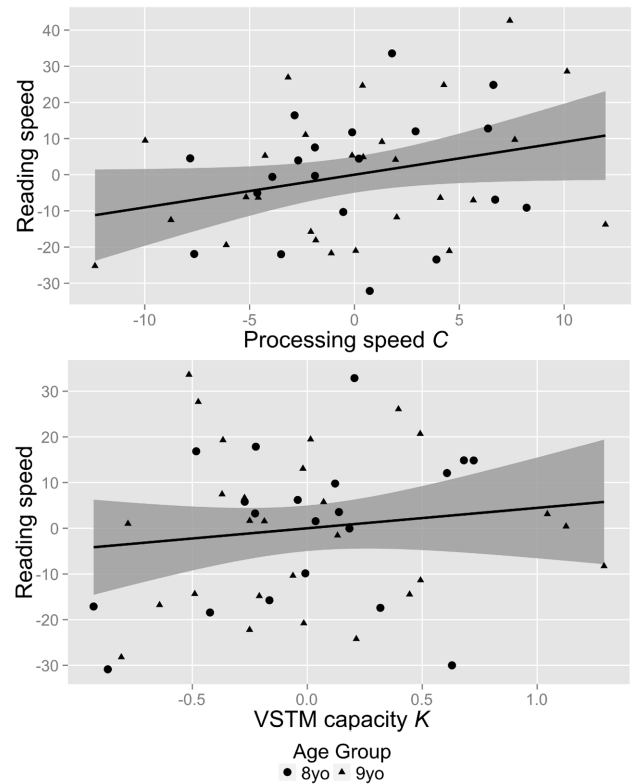 40
30
20
10
0
-10
-20
-30
Reading speed
-10 -5 0 5 10
Processing speed C
30
20
10
0
-10
-20
-30
Reading speed
-0.5 0.0 0.5 1.0
VSTM capacity K
Age Group
8yo 9yo